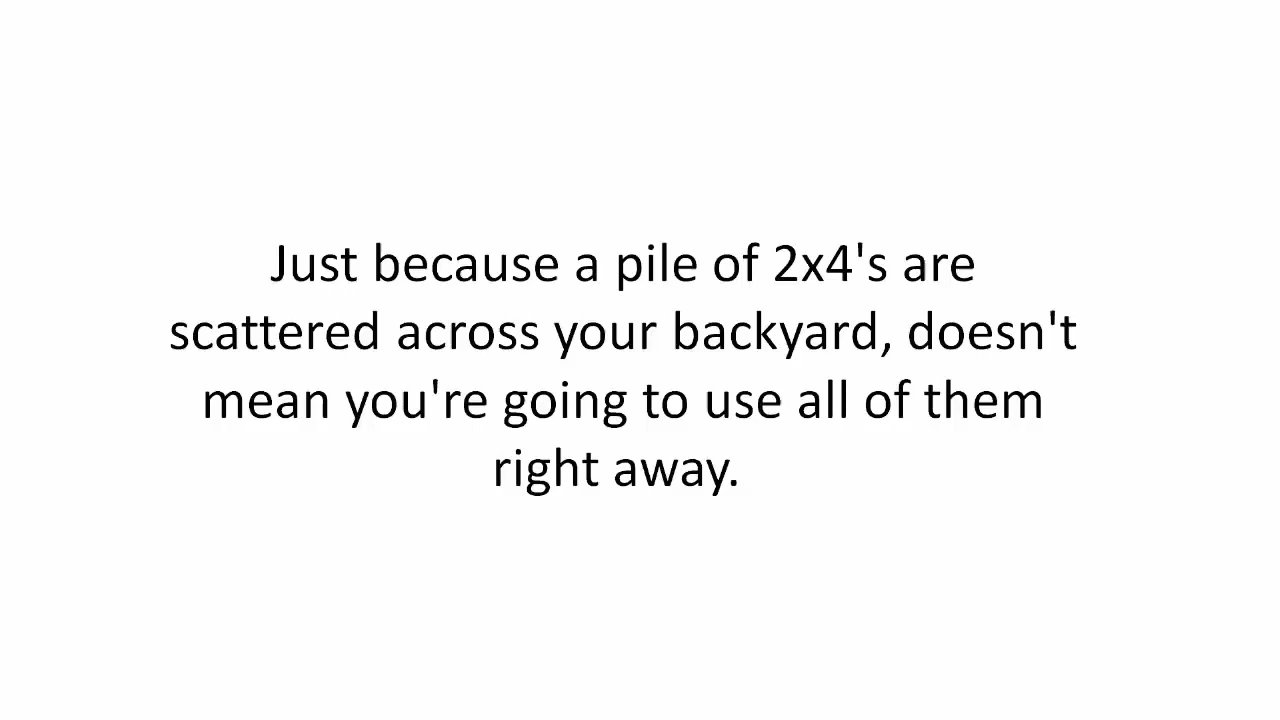 Just because a pile of 2x4's are
scattered across your backyard, doesn't
mean you're going to use all of them
right away.